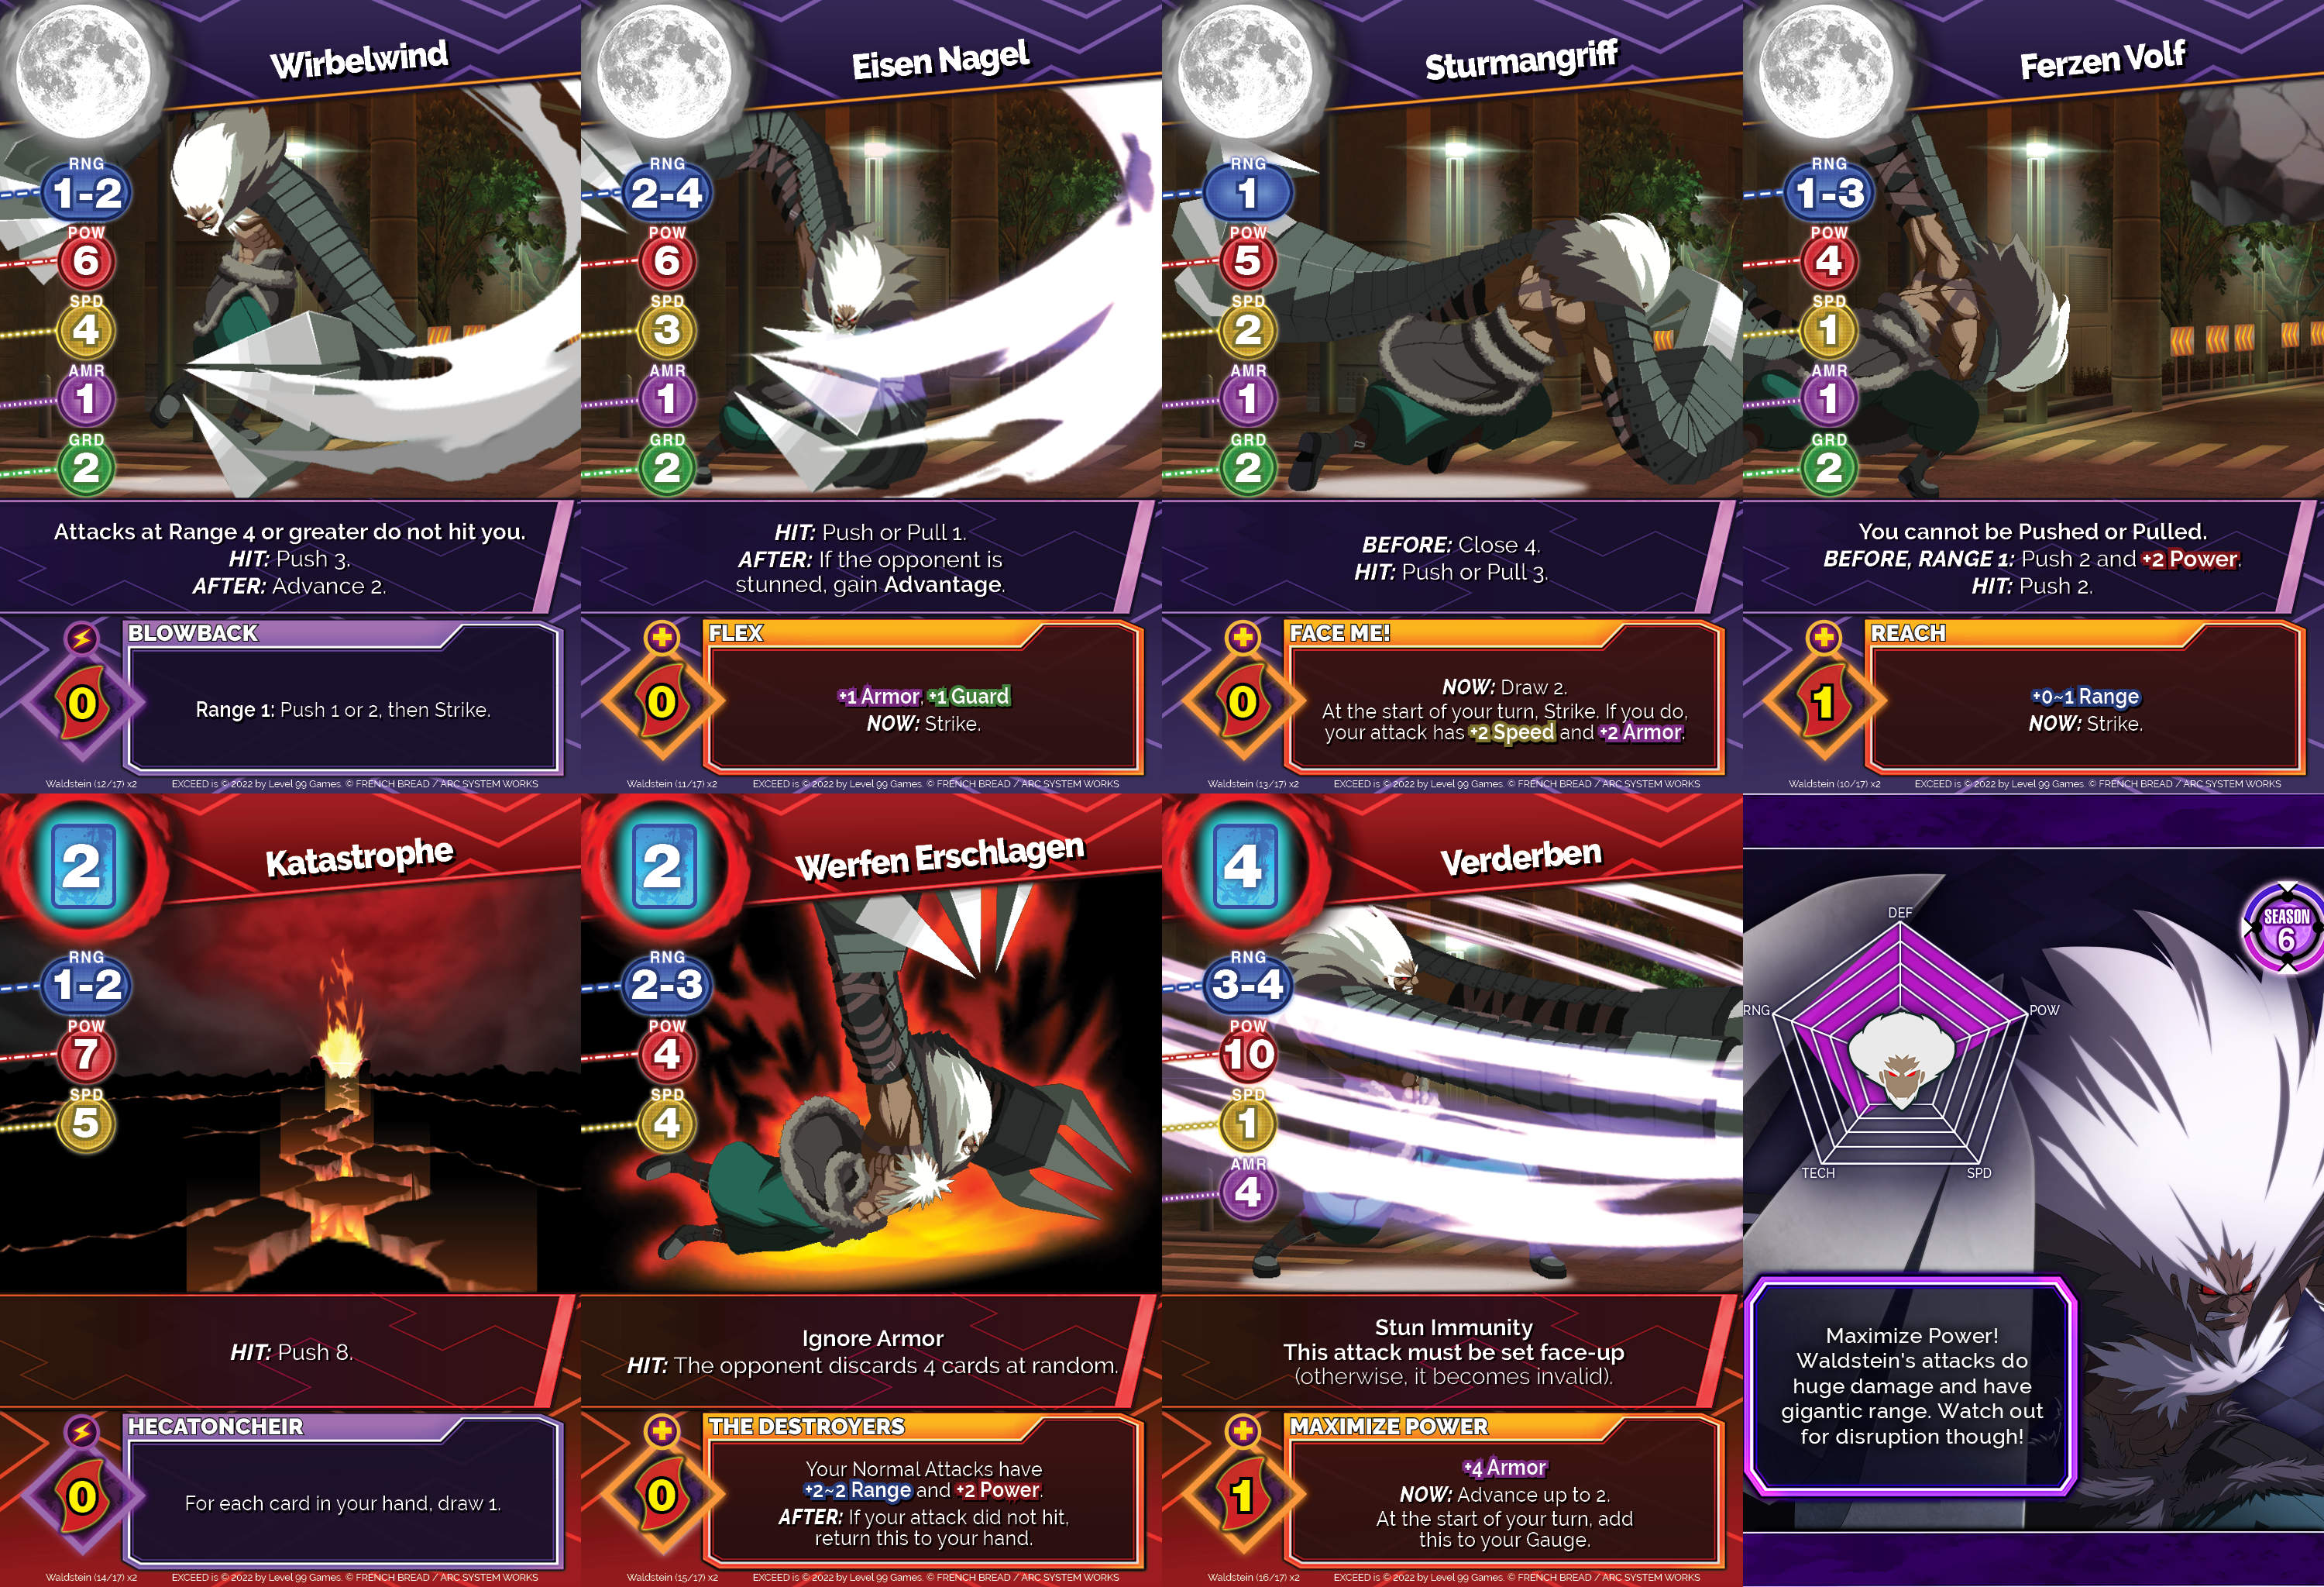 Wirbelwind
RNG
1-2
POW
6
SPD
4
AMR
1
GRD
2
Attacks at Range 4 or greater do not hit you.
HIT: Push 3.
AFTER: Advance 2.
BLOWBACK
0
Range 1: Push 1 or 2, then Strike.
Waldstein (12/17) x2
EXCEED is © 2022 by Level 99 Games. © FRENCH BREAD / ARC SYSTEM WORKS
Eisen Nagel
RNG
2-4
POW
6
SPD
3
AMR
1
GRD
2
HIT: Push or Pull 1.
AFTER: If the opponent is
stunned, gain Advantage.
FLEX
0
+1 Armor, +1 Guard
NOW: Strike.
Waldstein (11/17) x2
EXCEED is © 2022 by Level 99 Games. © FRENCH BREAD / ARC SYSTEM WORKS
Sturmangriff
RNG
1
POW
5
SPD
2
AMR
1
GRD
2
BEFORE: Close 4.
HIT: Push or Pull 3.
FACE ME!
0
NOW: Draw 2.
At the start of your turn, Strike. If you do,
your attack has +2 Speed and +2 Armor.
Waldstein (13/17) x2
EXCEED is © 2022 by Level 99 Games. © FRENCH BREAD / ARC SYSTEM WORKS
Ferzen Volf
RNG
1-3
POW
4
SPD
1
AMR
1
GRD
2
You cannot be Pushed or Pulled.
BEFORE, RANGE 1: Push 2 and +2 Power.
HIT: Push 2.
REACH
1
+0~1 Range
NOW: Strike.
Waldstein (10/17) x2
EXCEED is © 2022 by Level 99 Games. © FRENCH BREAD / ARC SYSTEM WORKS
2
Katastrophe
RNG
1-2
POW
7
SPD
5
HIT: Push 8.
HECATONCHEIR
0
For each card in your hand, draw 1.
Waldstein (14/17) x2
EXCEED is © 2022 by Level 99 Games. © FRENCH BREAD / ARC SYSTEM WORKS
2
Werfen Erschlagen
RNG
2-3
POW
4
SPD
4
Ignore Armor
HIT: The opponent discards 4 cards at random.
THE DESTROYERS
0
Your Normal Attacks have
+2~2 Range and +2 Power.
AFTER: If your attack did not hit,
return this to your hand.
Waldstein (15/17) x2
EXCEED is © 2022 by Level 99 Games. © FRENCH BREAD / ARC SYSTEM WORKS
4
Verderben
RNG
3-4
POW
10
SPD
1
AMR
4
Stun Immunity
This attack must be set face-up
(otherwise, it becomes invalid).
MAXIMIZE POWER
1
+4 Armor
NOW: Advance up to 2.
At the start of your turn, add
this to your Gauge.
Waldstein (16/17) x2
EXCEED is © 2022 by Level 99 Games. © FRENCH BREAD / ARC SYSTEM WORKS
SEASON
6
DEF
RNG
POW
TECH
SPD
Maximize Power!
Waldstein's attacks do
huge damage and have
gigantic range. Watch out
for disruption though!